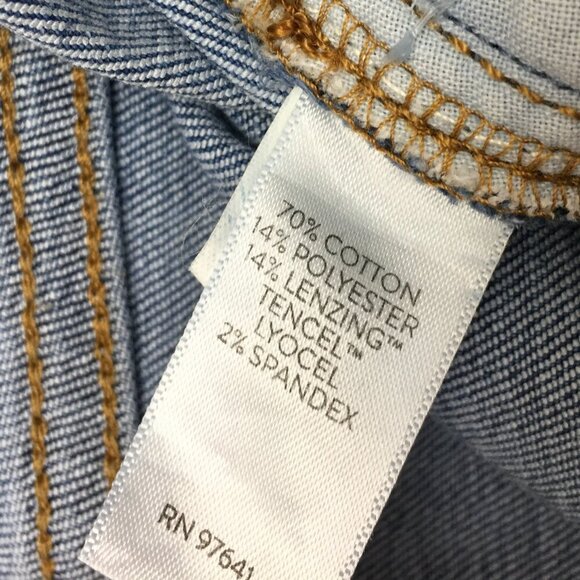 70% COTTON
14% POLYESTER
14% LENZING™
TENCEL™
LYOCEL
2% SPANDEX
RN 97641